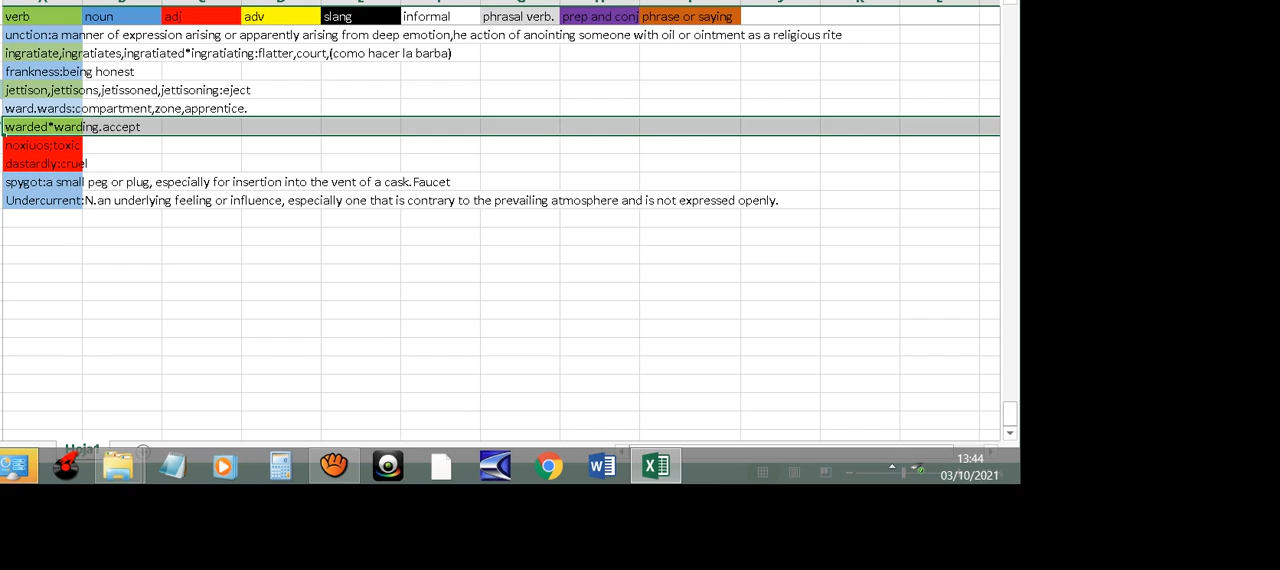 verb noun adj adv slang informal phrasal verb. prep and conj phrase or saying
unction:a manner of expression arising or apparently arising from deep emotion,he action of anointing someone with oil or ointment as a religious rite
ingratiate,ingratiates,ingratiated*ingratiating:flatter,court,(como hacer la barba)
frankness:being honest
jettison,jettisons,jetissoned,jettisoning:eject
ward.wards:compartment,zone,apprentice.
warded*warding.accept
noxiuos;toxic
dastardly:cruel
spygot:a small peg or plug, especially for insertion into the vent of a cask.Faucet
Undercurrent:N.an underlying feeling or influence, especially one that is contrary to the prevailing atmosphere and is not expressed openly.
Hoja1
13:44
03/10/2021